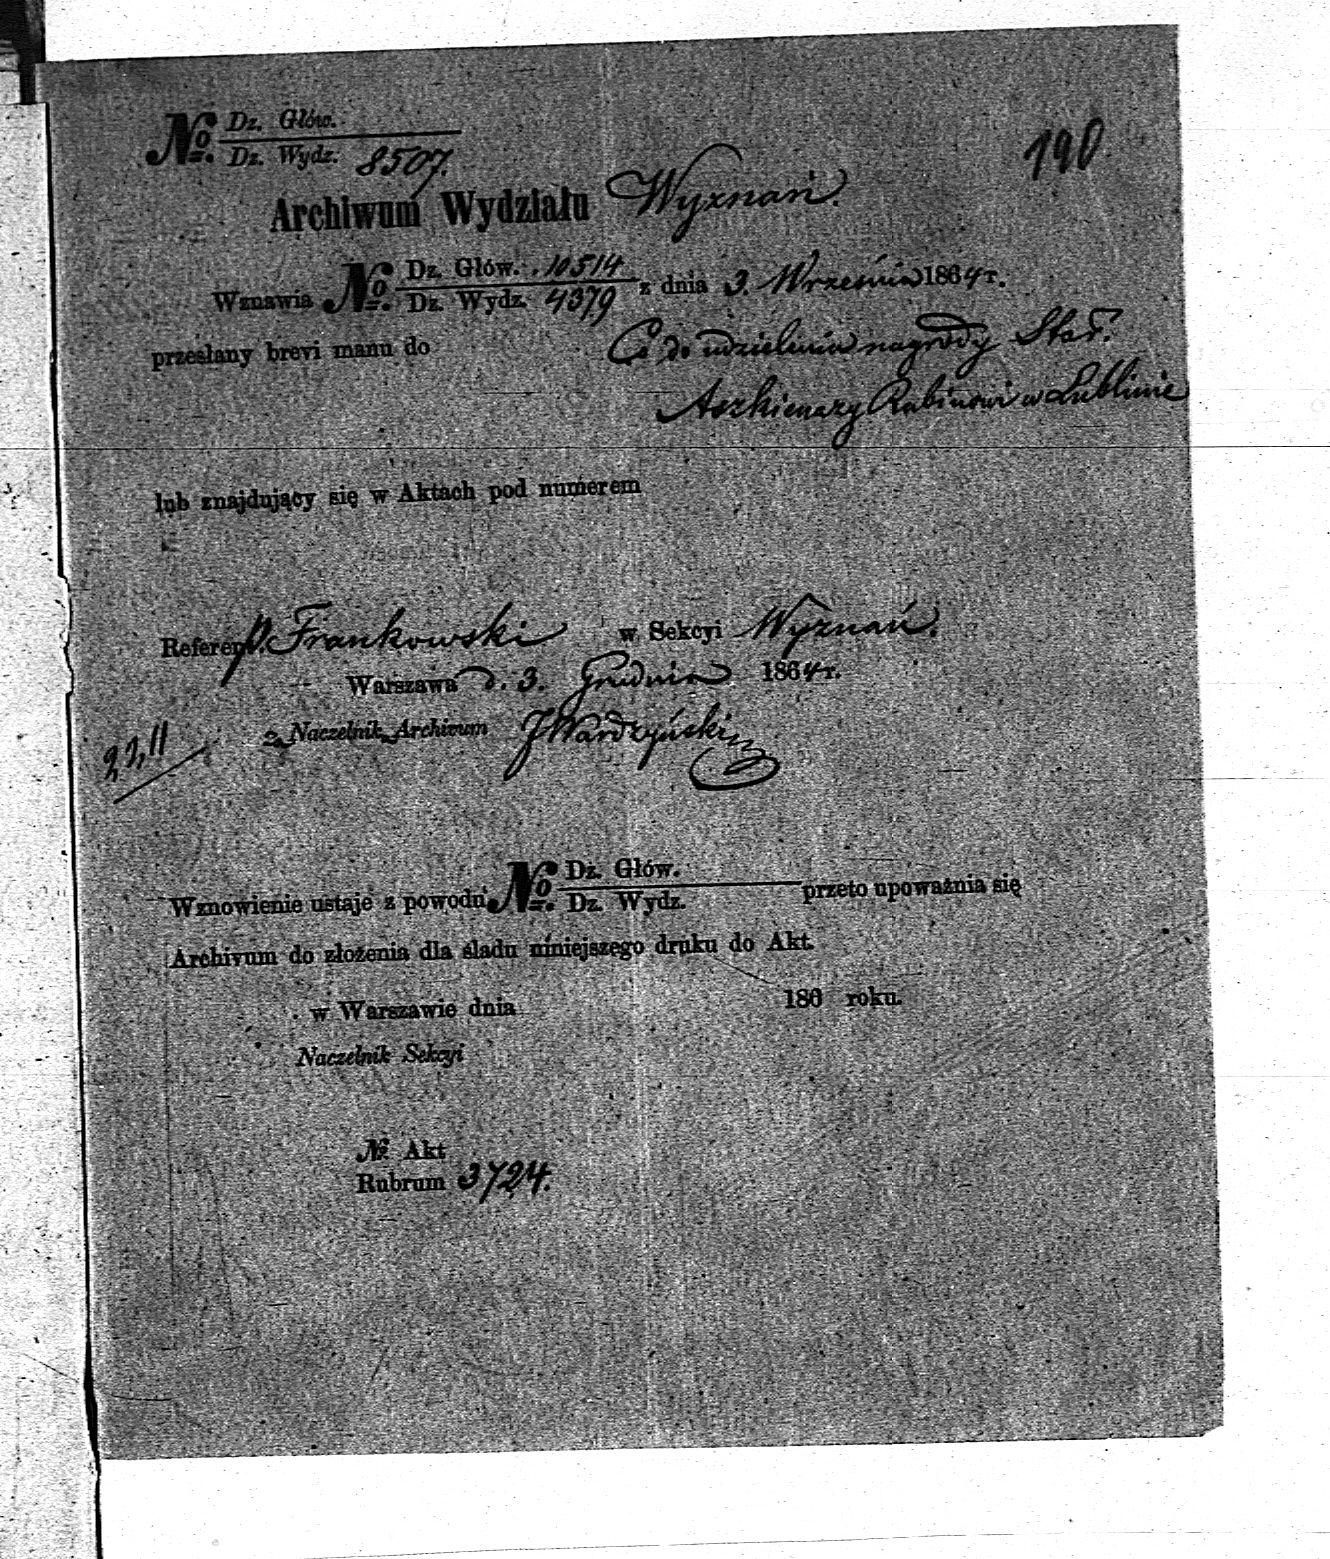 190
No. Dz. Głów.
Dz. Wydz. 8507.
Archiwum Wydziału Wyznań.
Wznawia No. Dz. Głów. 10514 z dnia 3. Września 1864 r.
Dz. Wydz. 4379
przesłany brevi manu do Co do udzielenia nagrody Star.
Aszkienazy Rabinowi w Lublinie
lub znajdujący się w Aktach pod numerem
Referent P. Frankowski w Sekcyi Wyznań.
Warszawa d. 3. Grudnia 1864 r.
Naczelnik Archivum J Wardzyński
Wznowienie ustaje z powodu No. Dz. Głów. przeto upoważnia się
Dz. Wydz.
Archivum do złożenia dla śladu niniejszego druku do Akt.
w Warszawie dnia 186 roku.
Naczelnik Sekcyi
No. Akt
Rubrum 3724.